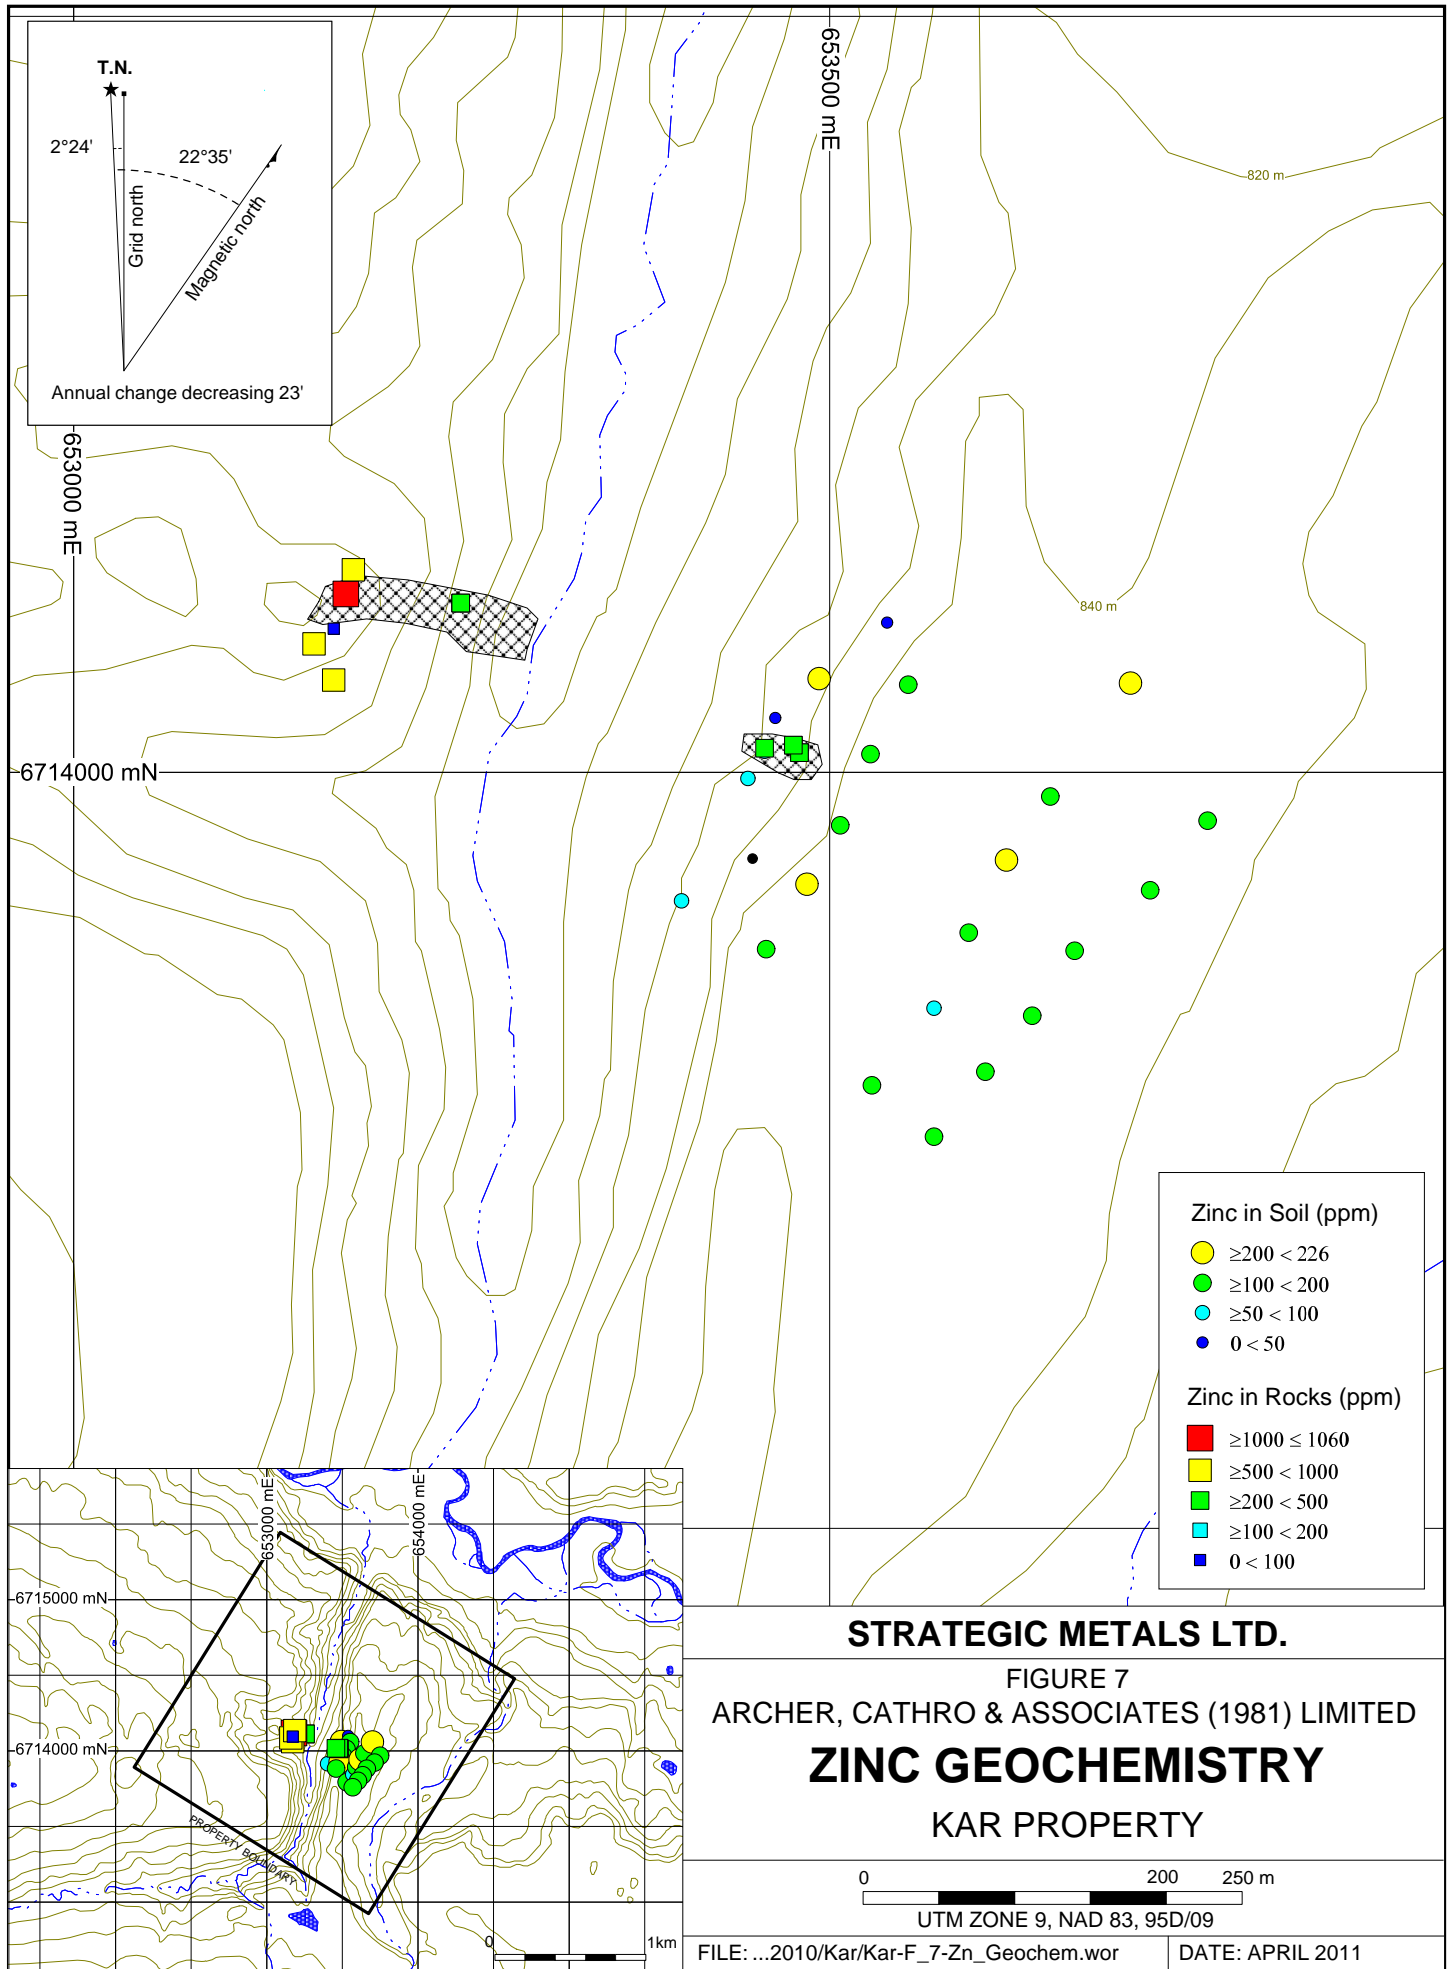 T.N.
2°24'
22°35'
Grid north
Magnetic north
Annual change decreasing 23'
653500 mE
820 m
653000 mE
840 m
6714000 mN
Zinc in Soil (ppm)
≥200 < 226
≥100 < 200
≥50 < 100
0 < 50
Zinc in Rocks (ppm)
≥1000 ≤ 1060
≥500 < 1000
≥200 < 500
≥100 < 200
0 < 100
653000 mE
654000 mE
6715000 mN
6714000 mN
PROPERTY BOUNDARY
0 1km
STRATEGIC METALS LTD.
FIGURE 7
ARCHER, CATHRO & ASSOCIATES (1981) LIMITED
ZINC GEOCHEMISTRY
KAR PROPERTY
0 200 250 m
UTM ZONE 9, NAD 83, 95D/09
FILE: ...2010/Kar/Kar-F_7-Zn_Geochem.wor
DATE: APRIL 2011